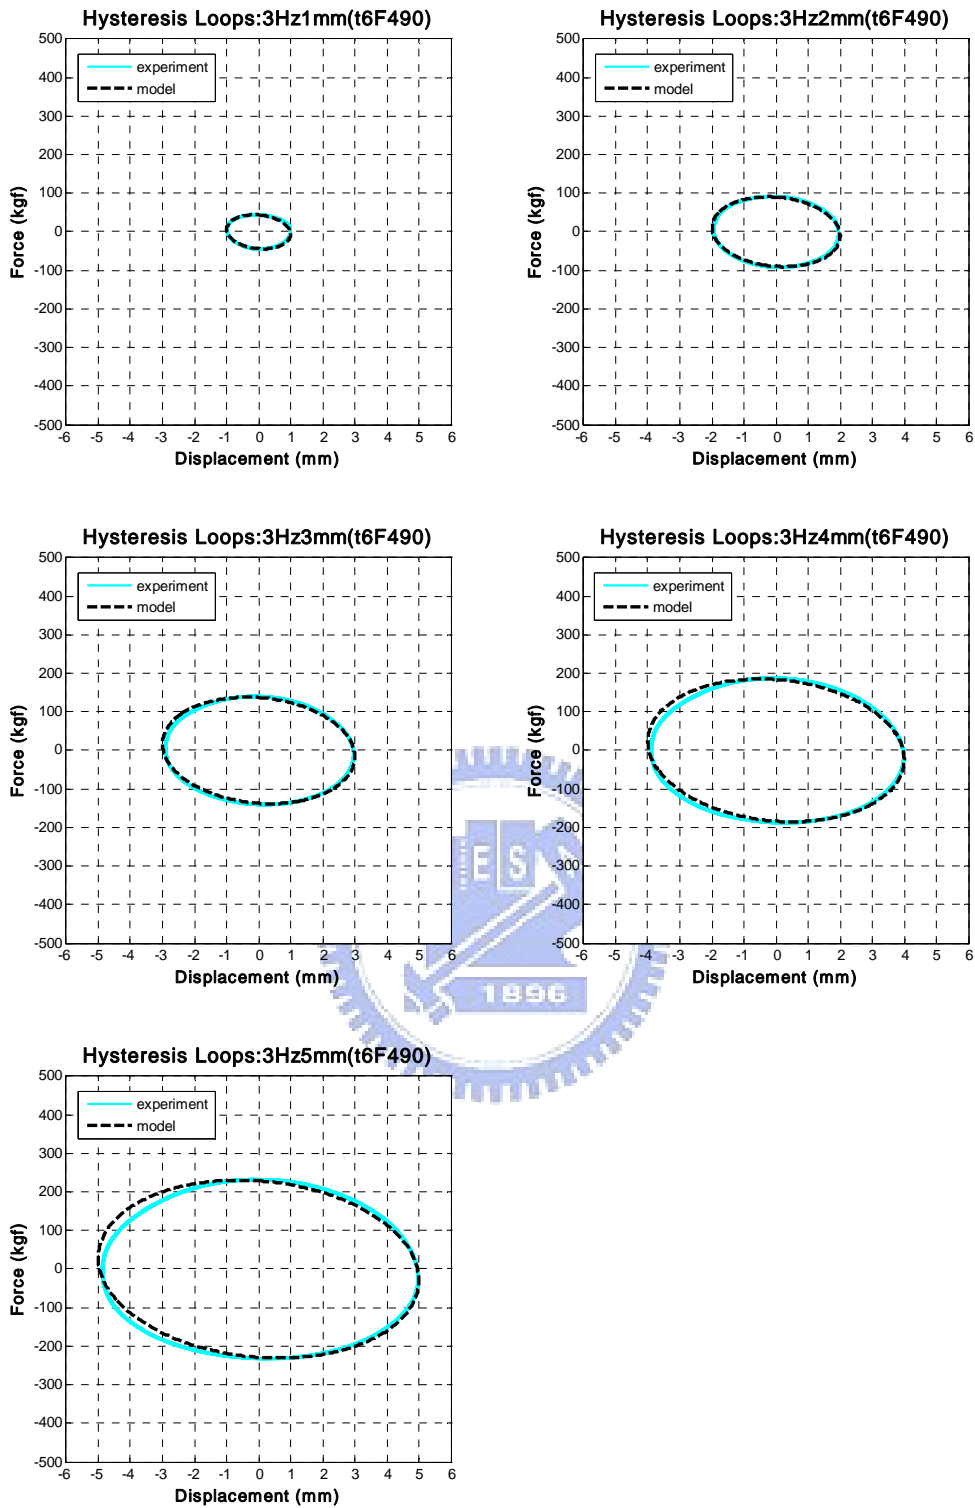 Hysteresis Loops:3Hz1mm(t6F490)
500
400
300
200
100
0
-100
-200
-300
-400
-500
Force (kgf)
experiment
model
-6 -5 -4 -3 -2 -1 0 1 2 3 4 5 6
Displacement (mm)
Hysteresis Loops:3Hz2mm(t6F490)
500
400
300
200
100
0
-100
-200
-300
-400
-500
Force (kgf)
experiment
model
-6 -5 -4 -3 -2 -1 0 1 2 3 4 5 6
Displacement (mm)
Hysteresis Loops:3Hz3mm(t6F490)
500
400
300
200
100
0
-100
-200
-300
-400
-500
Force (kgf)
experiment
model
-6 -5 -4 -3 -2 -1 0 1 2 3 4 5 6
Displacement (mm)
Hysteresis Loops:3Hz4mm(t6F490)
500
400
300
200
100
0
-100
-200
-300
-400
-500
Force (kgf)
experiment
model
-6 -5 -4 -3 -2 -1 0 1 2 3 4 5 6
Displacement (mm)
ES
1896
Hysteresis Loops:3Hz5mm(t6F490)
500
400
300
200
100
0
-100
-200
-300
-400
-500
Force (kgf)
experiment
model
-6 -5 -4 -3 -2 -1 0 1 2 3 4 5 6
Displacement (mm)